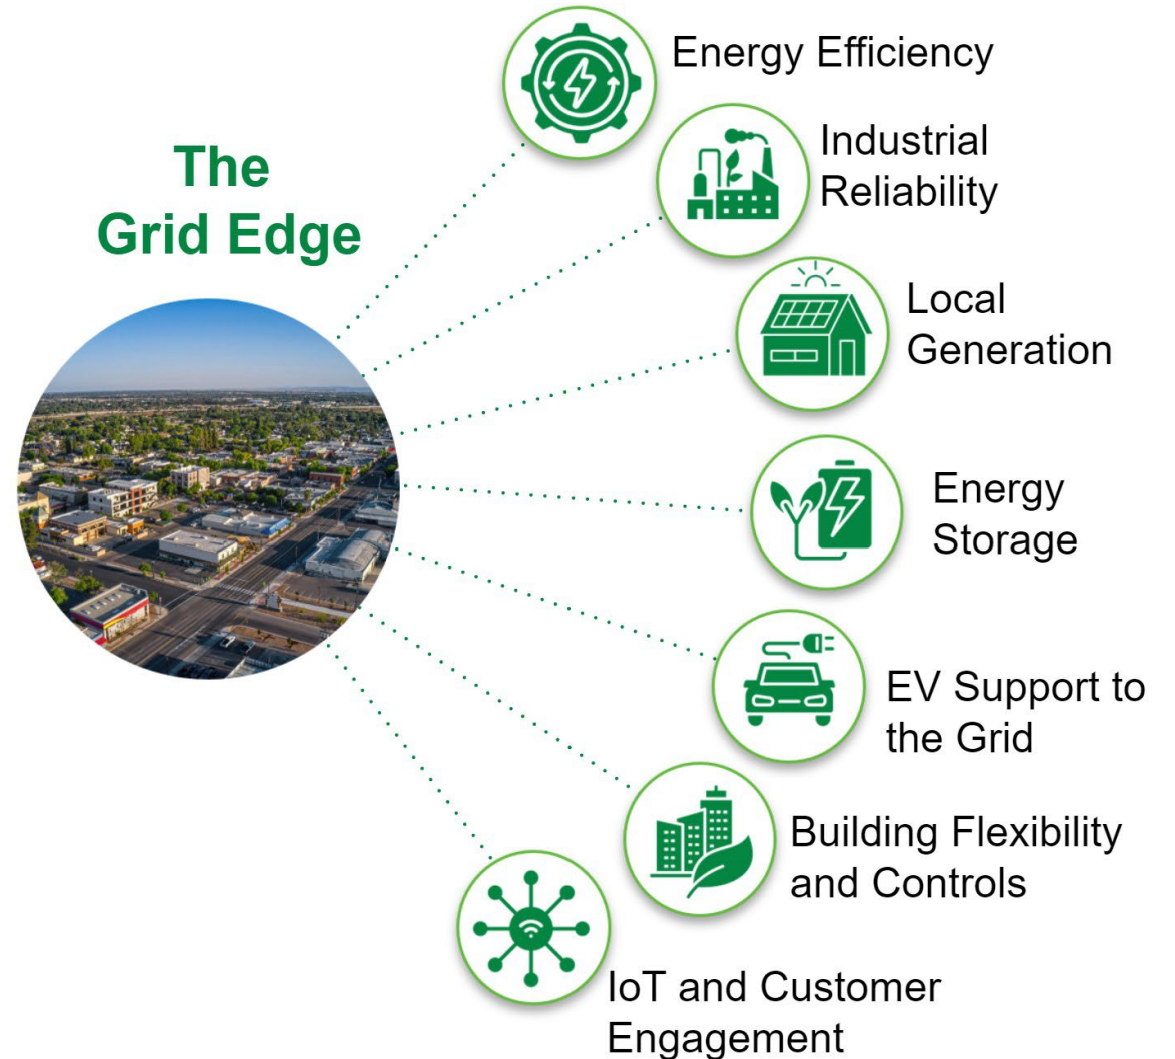 The
Grid Edge
Energy Efficiency
Industrial
Reliability
Local
Generation
Energy
Storage
EV Support to
the Grid
Building Flexibility
and Controls
IoT and Customer
Engagement